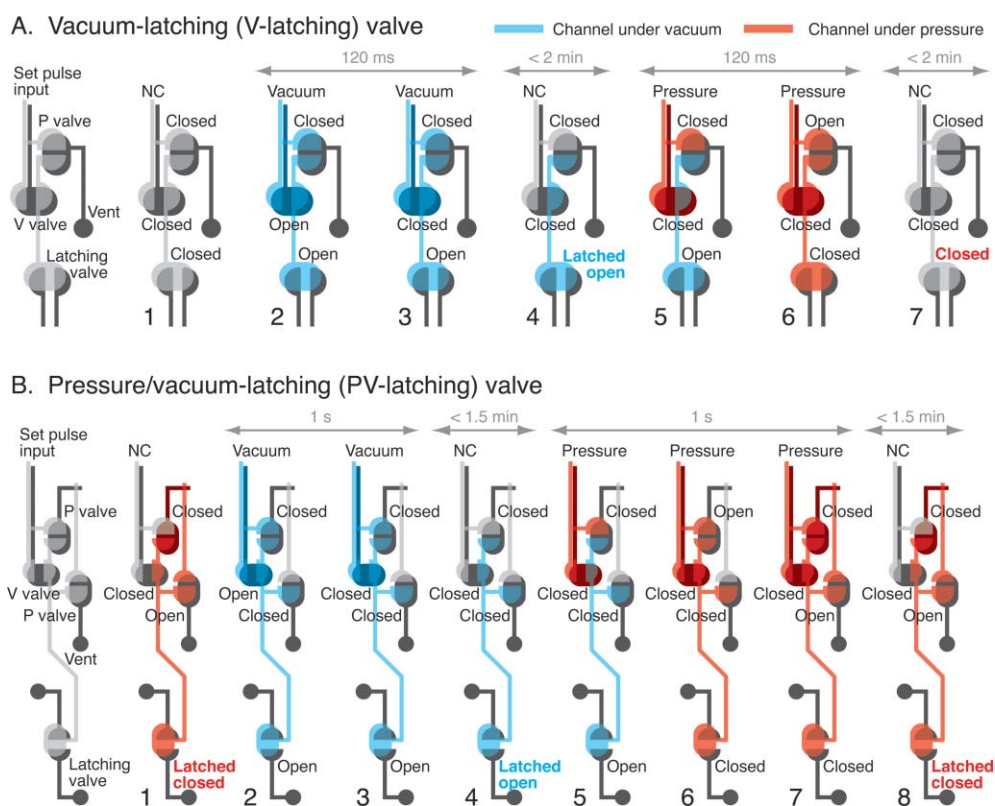 A. Vacuum-latching (V-latching) valve
Channel under vacuum
Channel under pressure
120 ms
< 2 min
120 ms
< 2 min
Set pulse
input
NC
Vacuum
Vacuum
NC
Pressure
Pressure
NC
P valve
Closed
Closed
Closed
Closed
Closed
Open
Closed
Vent
V valve
Closed
Open
Closed
Closed
Closed
Closed
Closed
Latching
valve
Closed
Open
Open
Latched
open
Open
Closed
Closed
1
2
3
4
5
6
7
B. Pressure/vacuum-latching (PV-latching) valve
1 s
< 1.5 min
1 s
< 1.5 min
Set pulse
input
NC
Vacuum
Vacuum
NC
Pressure
Pressure
Pressure
NC
P valve
Closed
Closed
Closed
Closed
Closed
Open
Closed
Closed
V valve
Closed
Open
Closed
Closed
Closed
Closed
Closed
Closed
P valve
Open
Closed
Closed
Closed
Closed
Closed
Open
Open
Vent
Latching
valve
Latched
closed
Open
Open
Latched
open
Open
Closed
Closed
Latched
closed
1
2
3
4
5
6
7
8